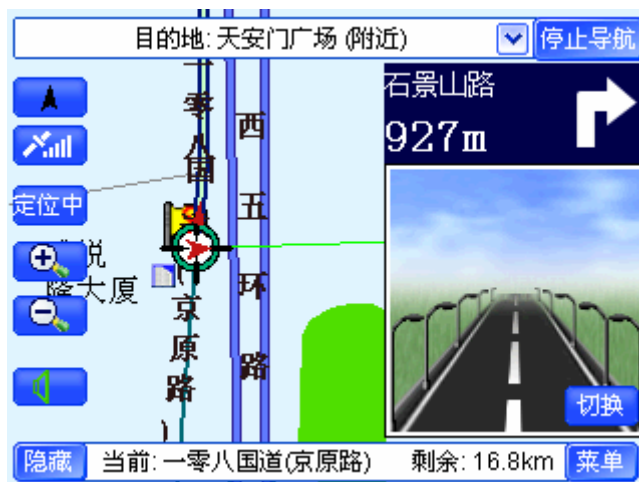 目的地: 天安门广场 (附近)
停止导航
石景山路
927m
一零八国
西五环路
定位中
悦
隆大厦
(京原路)
切换
隐藏
当前: 一零八国道(京原路)
剩余: 16.8km
菜单